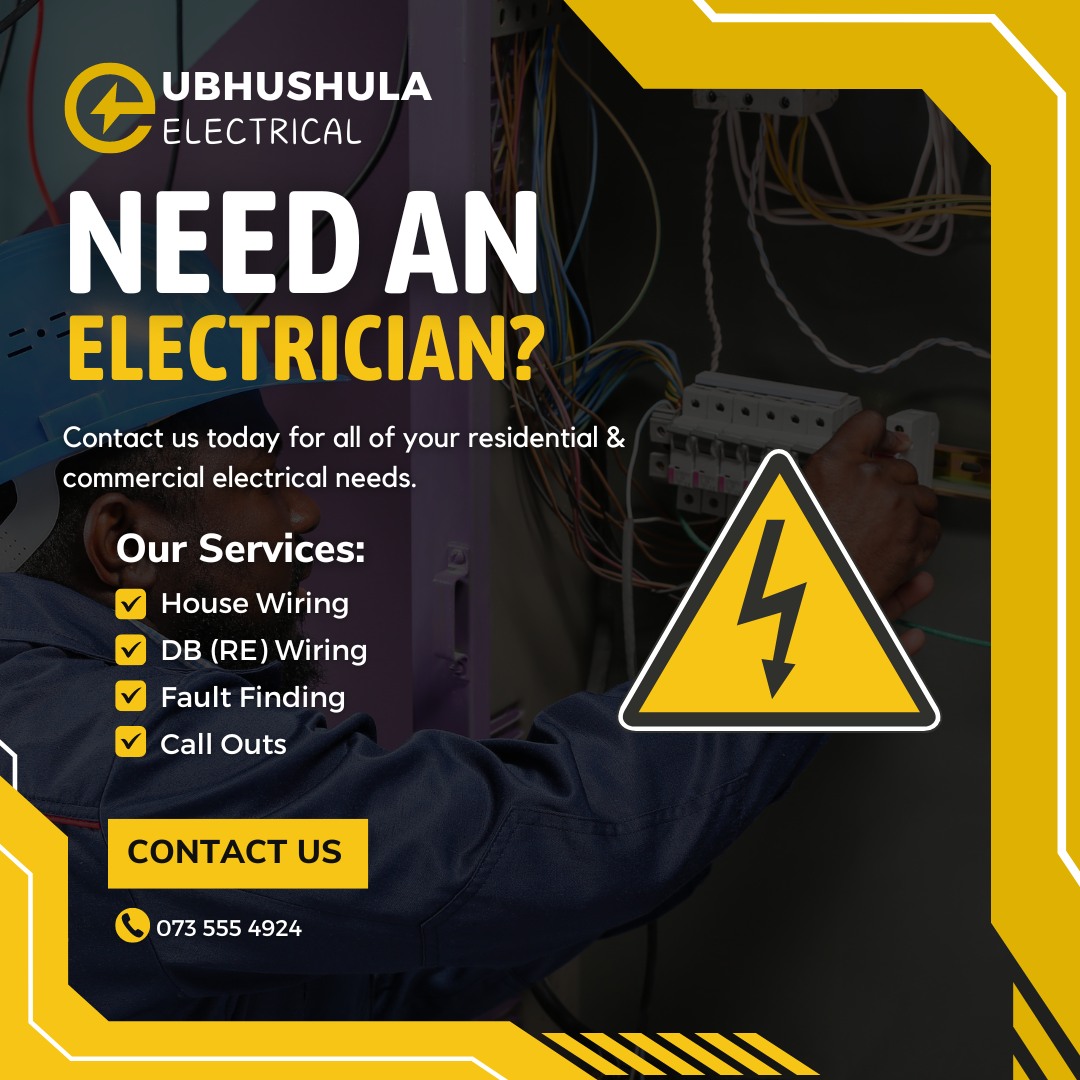 UBHUSHULA
ELECTRICAL
NEED AN
ELECTRICIAN?
Contact us today for all of your residential &
commercial electrical needs.
Our Services:
House Wiring
DB (RE) Wiring
Fault Finding
Call Outs
CONTACT US
073 555 4924